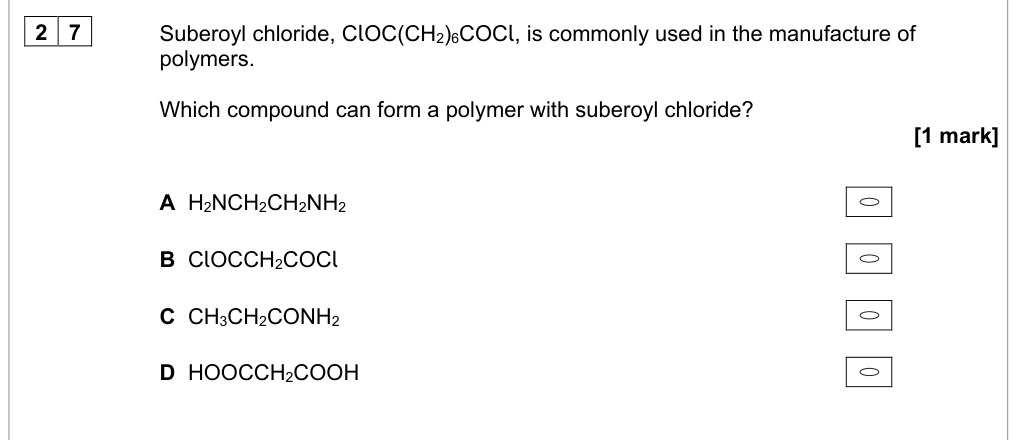 2 7 Suberoyl chloride, ClOC(CH₂)₆COCl, is commonly used in the manufacture of
polymers.
Which compound can form a polymer with suberoyl chloride?
[1 mark]
A H₂NCH₂CH₂NH₂
B ClOCCH₂COCl
C CH₃CH₂CONH₂
D HOOCCH₂COOH